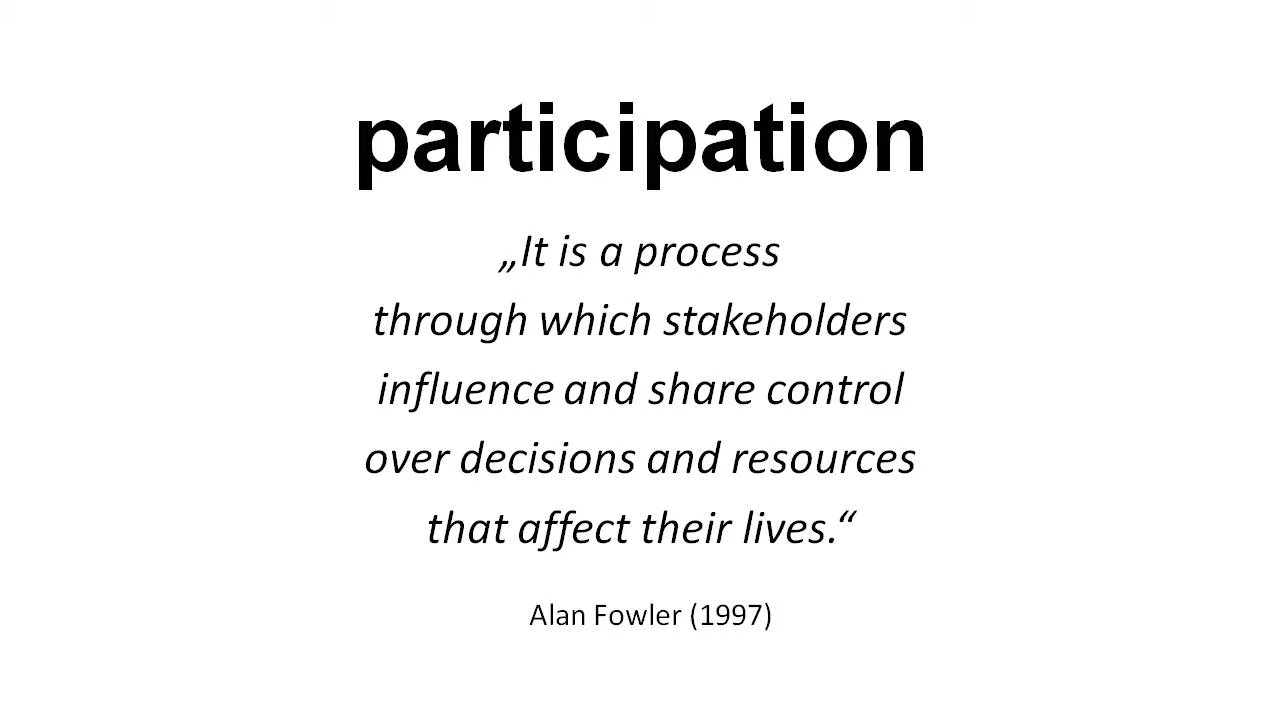 participation
„It is a process
through which stakeholders
influence and share control
over decisions and resources
that affect their lives.“
Alan Fowler (1997)